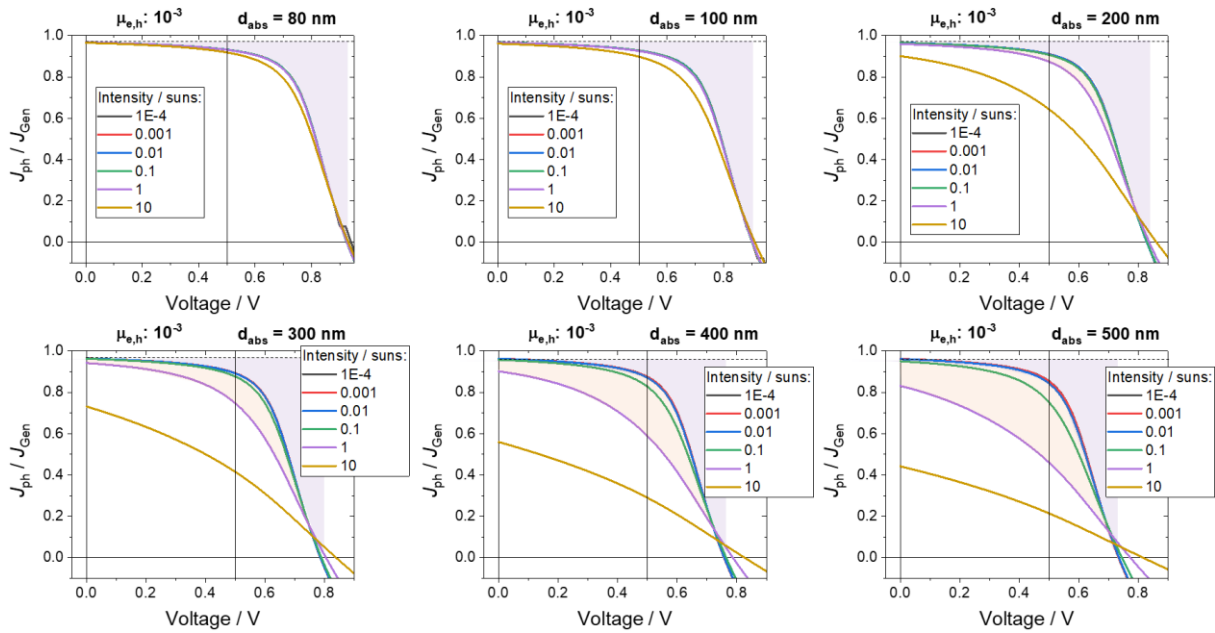 μe,h: 10-3 dabs = 80 nm
1.0
0.8
0.6
0.4
0.2
0.0
Jph / JGen
Intensity / suns:
1E-4
0.001
0.01
0.1
1
10
0.0 0.2 0.4 0.6 0.8
Voltage / V
μe,h: 10-3 dabs = 100 nm
1.0
0.8
0.6
0.4
0.2
0.0
Jph / JGen
Intensity / suns:
1E-4
0.001
0.01
0.1
1
10
0.0 0.2 0.4 0.6 0.8
Voltage / V
μe,h: 10-3 dabs = 200 nm
1.0
0.8
0.6
0.4
0.2
0.0
Jph / JGen
Intensity / suns:
1E-4
0.001
0.01
0.1
1
10
0.0 0.2 0.4 0.6 0.8
Voltage / V
μe,h: 10-3 dabs = 300 nm
1.0
0.8
0.6
0.4
0.2
0.0
Jph / JGen
Intensity / suns:
1E-4
0.001
0.01
0.1
1
10
0.0 0.2 0.4 0.6 0.8
Voltage / V
μe,h: 10-3 dabs = 400 nm
1.0
0.8
0.6
0.4
0.2
0.0
Jph / JGen
Intensity / suns:
1E-4
0.001
0.01
0.1
1
10
0.0 0.2 0.4 0.6 0.8
Voltage / V
μe,h: 10-3 dabs = 500 nm
1.0
0.8
0.6
0.4
0.2
0.0
Jph / JGen
Intensity / suns:
1E-4
0.001
0.01
0.1
1
10
0.0 0.2 0.4 0.6 0.8
Voltage / V